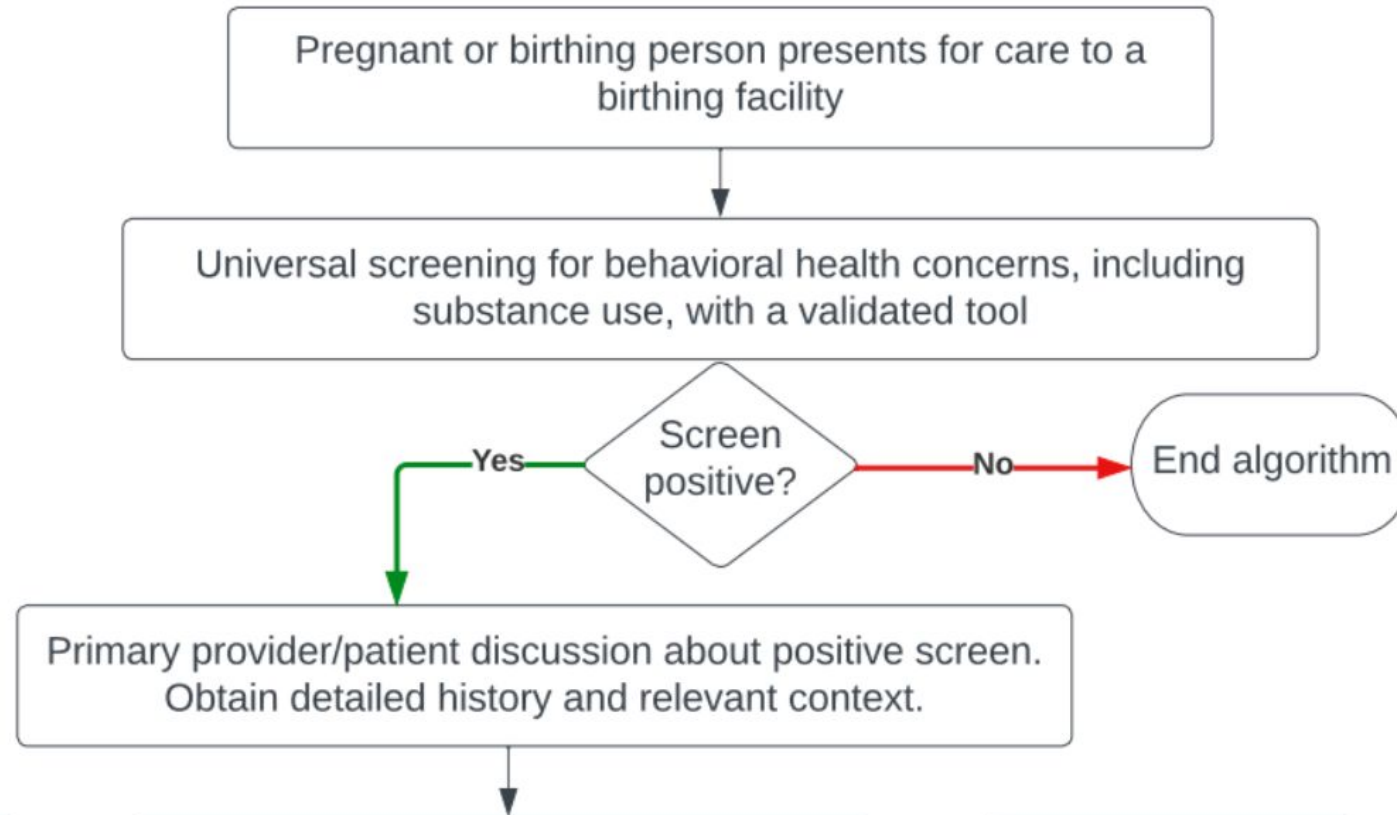 Pregnant or birthing person presents for care to a
birthing facility
Universal screening for behavioral health concerns, including
substance use, with a validated tool
Screen
positive?
Yes
No
End algorithm
Primary provider/patient discussion about positive screen.
Obtain detailed history and relevant context.